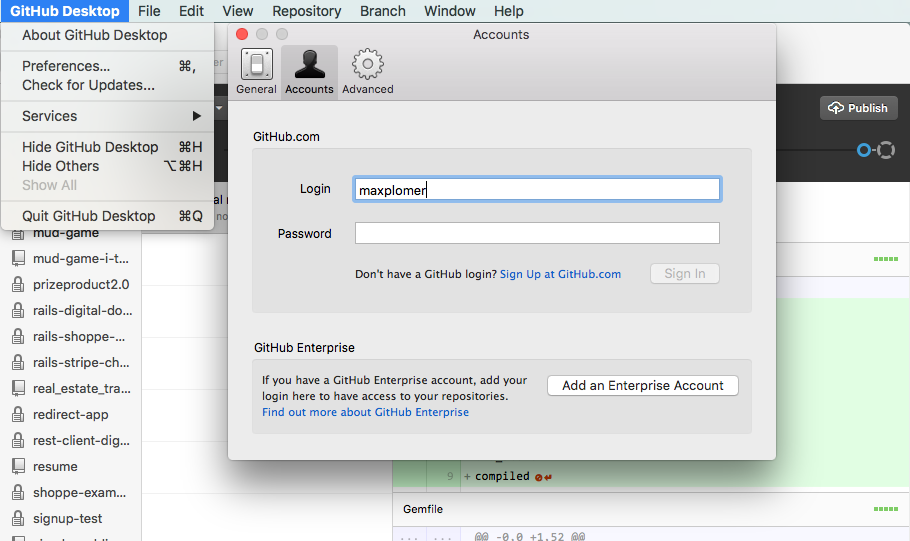 GitHub Desktop File Edit View Repository Branch Window Help
About GitHub Desktop
Preferences... ⌘,
Check for Updates...
Services ▶
Hide GitHub Desktop ⌘H
Hide Others ⌥⌘H
Show All
Quit GitHub Desktop ⌘Q
mud-game
mud-game-i-t...
prizeproduct2.0
rails-digital-do...
rails-shoppe-...
rails-stripe-ch...
real_estate_tra...
redirect-app
rest-client-dig...
resume
shoppe-exam...
signup-test
Accounts
General Accounts Advanced
GitHub.com
Login maxplomer
Password
Don't have a GitHub login? Sign Up at GitHub.com Sign In
GitHub Enterprise
If you have a GitHub Enterprise account, add your
login here to have access to your repositories.
Find out more about GitHub Enterprise
Add an Enterprise Account
Publish
9 + compiled
Gemfile
... ... @@ -0,0 +1,52 @@